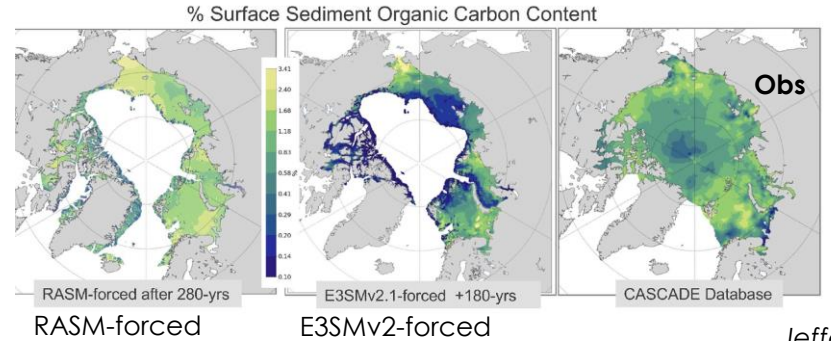 % Surface Sediment Organic Carbon Content
Obs
3.41
2.40
1.68
1.18
0.83
0.58
0.41
0.29
0.20
0.14
0.10
RASM-forced after 280-yrs
E3SMv2.1-forced +180-yrs
CASCADE Database
RASM-forced
E3SMv2-forced
Jeff